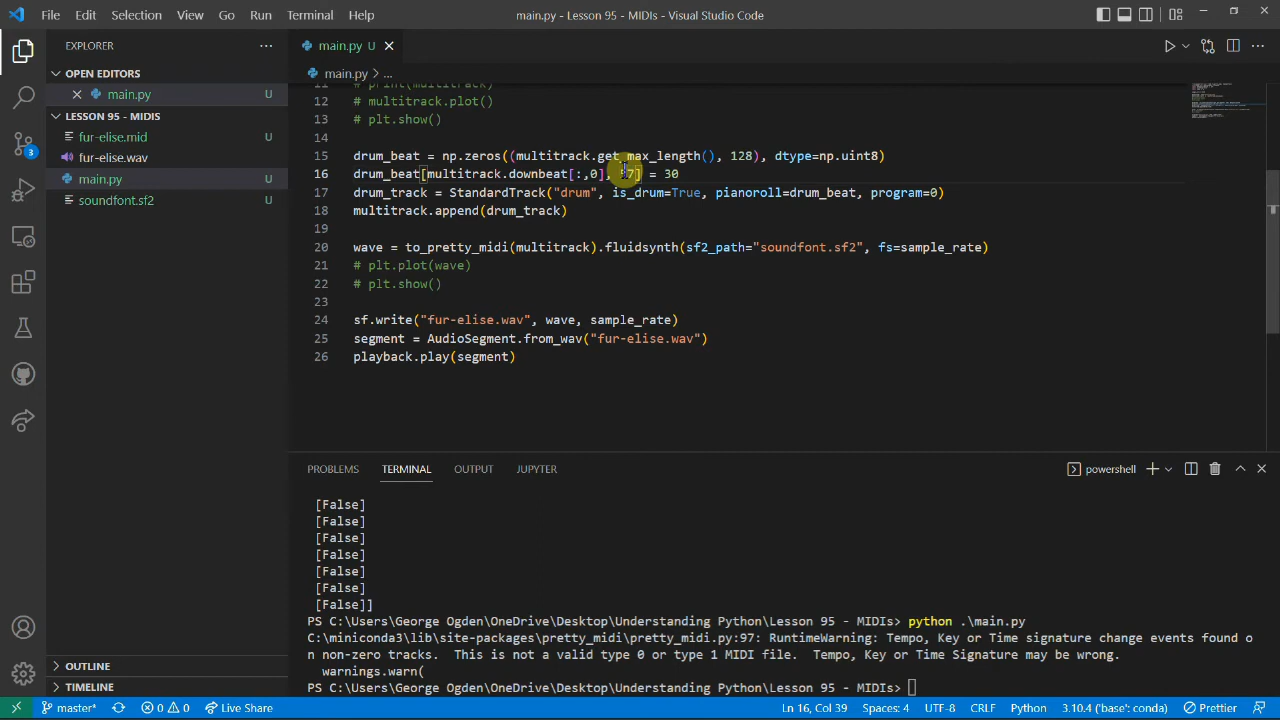 File Edit Selection View Go Run Terminal Help main.py - Lesson 95 - MIDIs - Visual Studio Code
EXPLORER
OPEN EDITORS
main.py U
LESSON 95 - MIDIS
fur-elise.mid U
fur-elise.wav U
main.py U
soundfont.sf2 U
OUTLINE
TIMELINE
3
main.py U
main.py > ...
11 # print(multitrack)
12 # multitrack.plot()
13 # plt.show()
14
15 drum_beat = np.zeros((multitrack.get_max_length(), 128), dtype=np.uint8)
16 drum_beat[multitrack.downbeat[:,0], ] = 30
17 drum_track = StandardTrack("drum", is_drum=True, pianoroll=drum_beat, program=0)
18 multitrack.append(drum_track)
19
20 wave = to_pretty_midi(multitrack).fluidsynth(sf2_path="soundfont.sf2", fs=sample_rate)
21 # plt.plot(wave)
22 # plt.show()
23
24 sf.write("fur-elise.wav", wave, sample_rate)
25 segment = AudioSegment.from_wav("fur-elise.wav")
26 playback.play(segment)
PROBLEMS TERMINAL OUTPUT JUPYTER powershell
[False]
[False]
[False]
[False]
[False]
[False]
[False]]
PS C:\Users\George Ogden\OneDrive\Desktop\Understanding Python\Lesson 95 - MIDIs> python .\main.py
C:\miniconda3\lib\site-packages\pretty_midi\pretty_midi.py:97: RuntimeWarning: Tempo, Key or Time signature change events found o
n non-zero tracks. This is not a valid type 0 or type 1 MIDI file. Tempo, Key or Time Signature may be wrong.
warnings.warn(
PS C:\Users\George Ogden\OneDrive\Desktop\Understanding Python\Lesson 95 - MIDIs>
master* 0 0 Live Share Ln 16, Col 39 Spaces: 4 UTF-8 CRLF Python 3.10.4 ('base': conda) Prettier